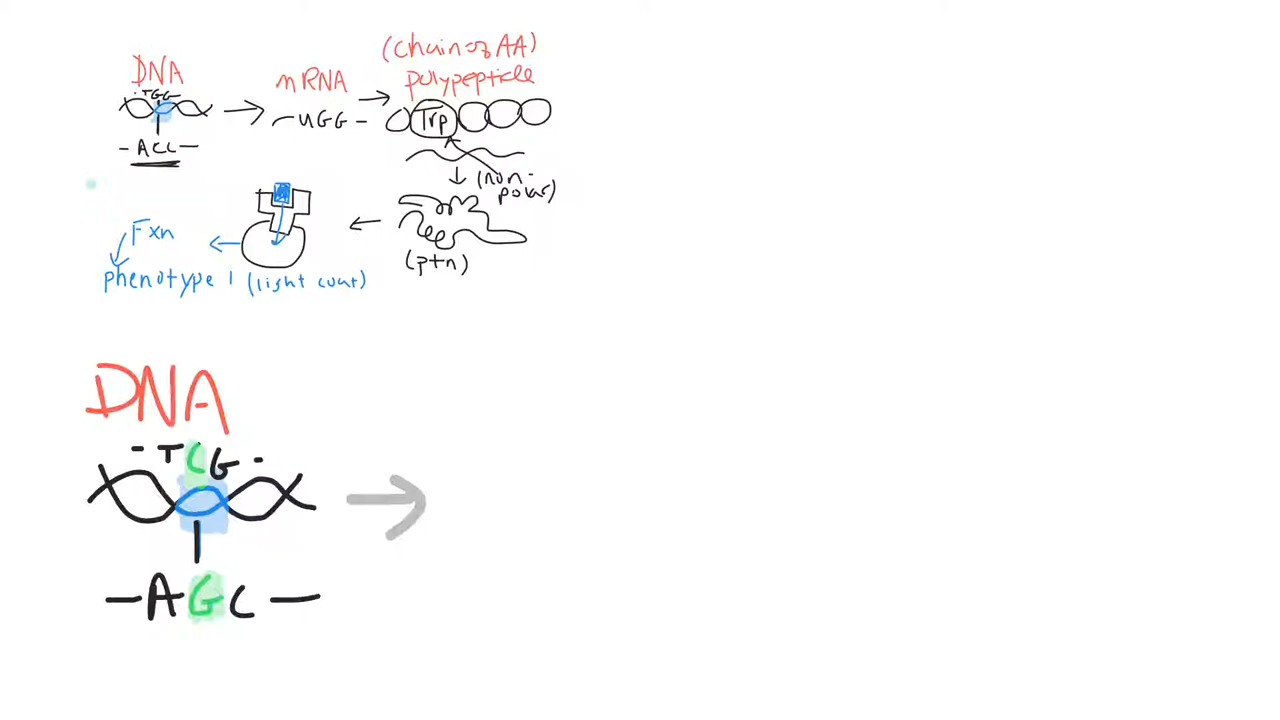 (chain of AA)
DNA
mRNA
polypeptide
-TGG-
-UGG-
Trp
-ACC-
(non-
polar)
Fxn
(ptn)
phenotype 1 (light coat)
DNA
-TCG-
-AGC-